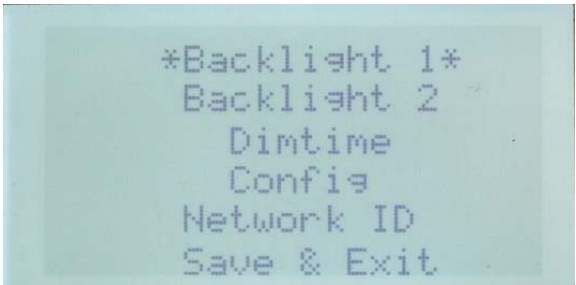 *Backlight 1*
Backlight 2
Dimtime
Config
Network ID
Save & Exit